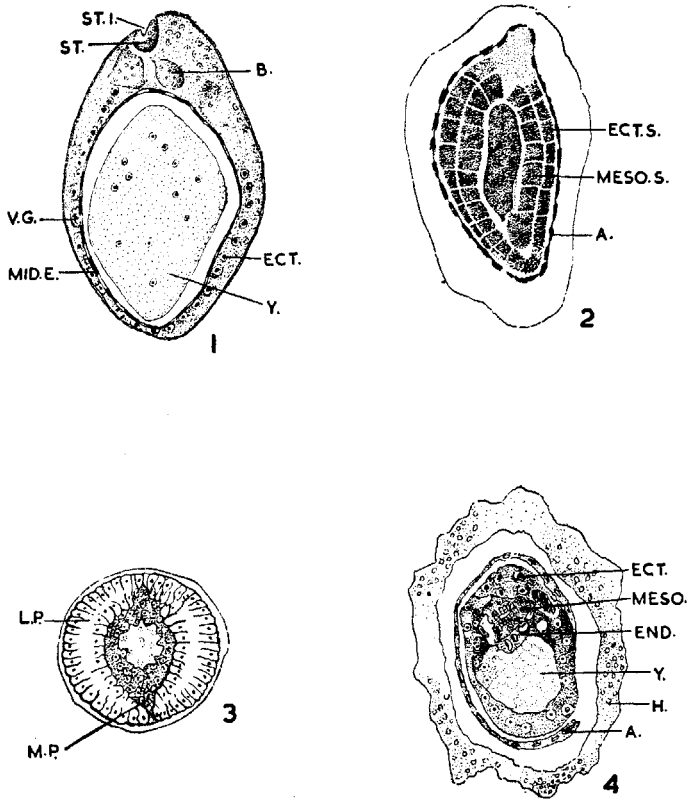 ST.I.
ST.
B.
V.G.
MID.E.
ECT.
Y.
1
ECT.S.
MESO.S.
A.
2
L.P.
M.P.
3
ECT.
MESO.
END.
Y.
H.
A.
4